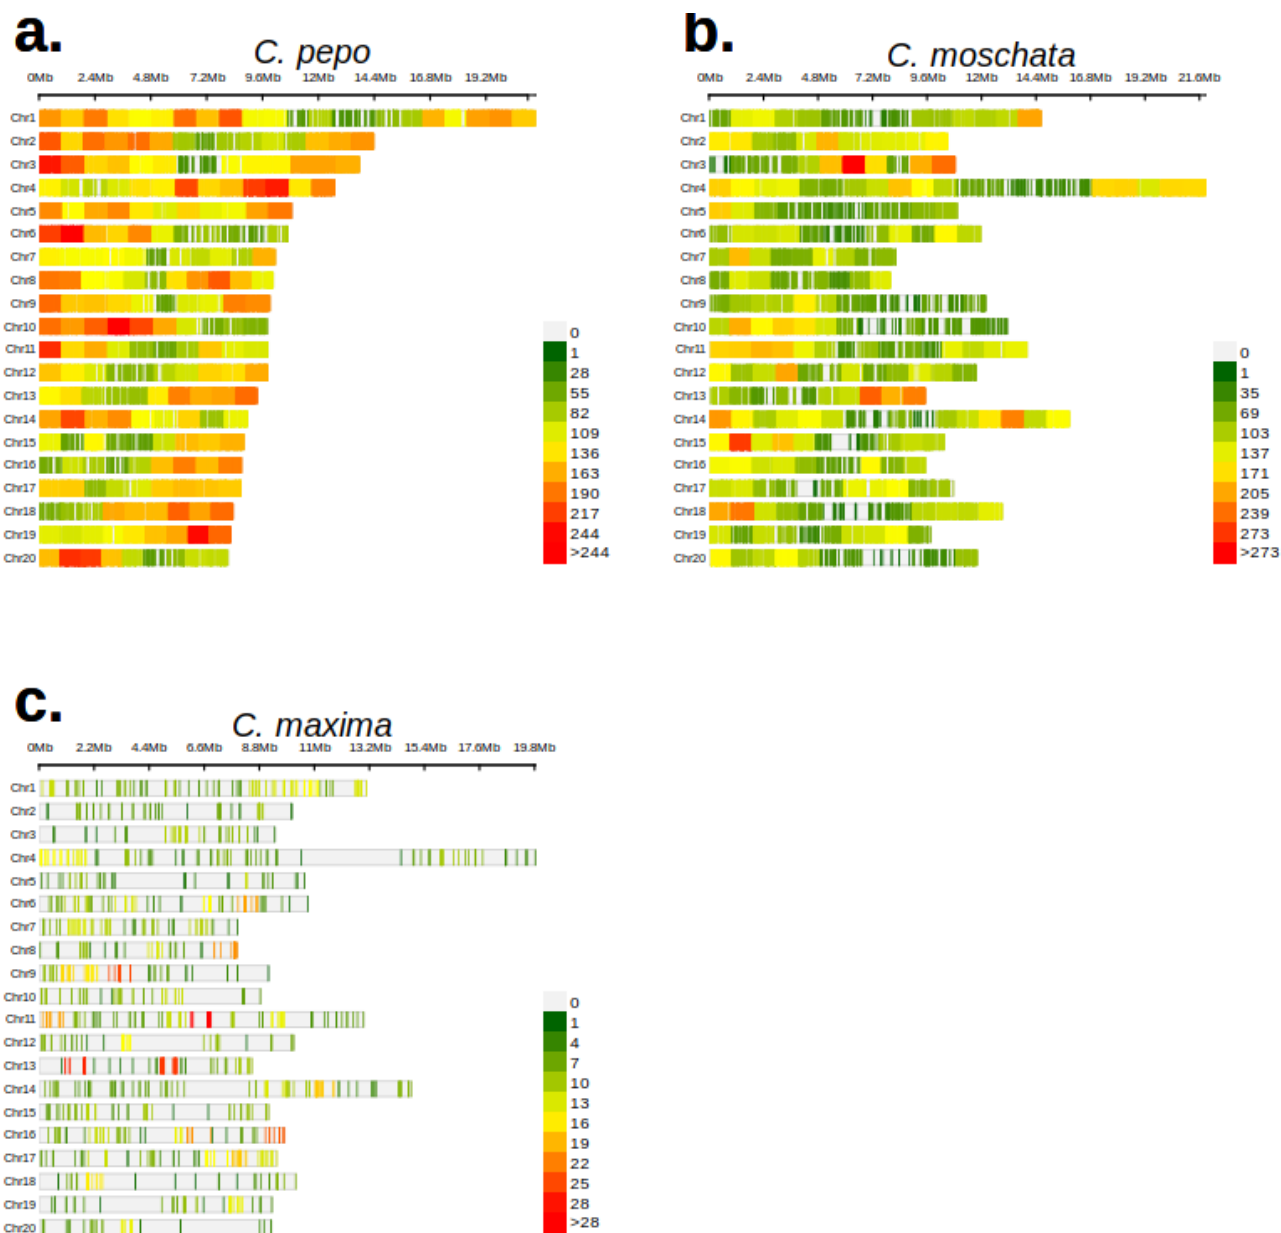 a.
C. pepo
0Mb 2.4Mb 4.8Mb 7.2Mb 9.6Mb 12Mb 14.4Mb 16.8Mb 19.2Mb
Chr1
Chr2
Chr3
Chr4
Chr5
Chr6
Chr7
Chr8
Chr9
Chr10
Chr11
Chr12
Chr13
Chr14
Chr15
Chr16
Chr17
Chr18
Chr19
Chr20
0
1
28
55
82
109
136
163
190
217
244
>244
b.
C. moschata
0Mb 2.4Mb 4.8Mb 7.2Mb 9.6Mb 12Mb 14.4Mb 16.8Mb 19.2Mb 21.6Mb
Chr1
Chr2
Chr3
Chr4
Chr5
Chr6
Chr7
Chr8
Chr9
Chr10
Chr11
Chr12
Chr13
Chr14
Chr15
Chr16
Chr17
Chr18
Chr19
Chr20
0
1
35
69
103
137
171
205
239
273
>273
c.
C. maxima
0Mb 2.2Mb 4.4Mb 6.6Mb 8.8Mb 11Mb 13.2Mb 15.4Mb 17.6Mb 19.8Mb
Chr1
Chr2
Chr3
Chr4
Chr5
Chr6
Chr7
Chr8
Chr9
Chr10
Chr11
Chr12
Chr13
Chr14
Chr15
Chr16
Chr17
Chr18
Chr19
Chr20
0
1
4
7
10
13
16
19
22
25
28
>28